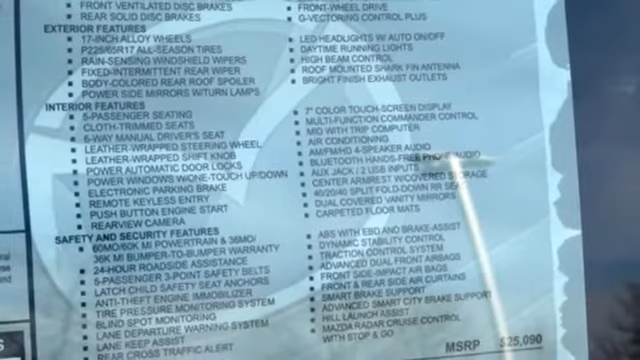 FRONT VENTILATED DISC BRAKES
REAR SOLID DISC BRAKES
FRONT-WHEEL DRIVE
G-VECTORING CONTROL PLUS
EXTERIOR FEATURES
17-INCH ALLOY WHEELS
P225/65R17 ALL-SEASON TIRES
RAIN-SENSING WINDSHIELD WIPERS
FIXED-INTERMITTENT REAR WIPER
BODY-COLORED REAR ROOF SPOILER
POWER SIDE MIRRORS W/TURN LAMPS
LED HEADLIGHTS W/ AUTO ON/OFF
DAYTIME RUNNING LIGHTS
HIGH BEAM CONTROL
ROOF MOUNTED SHARK FIN ANTENNA
BRIGHT FINISH EXHAUST OUTLETS
INTERIOR FEATURES
5-PASSENGER SEATING
CLOTH-TRIMMED SEATS
6-WAY MANUAL DRIVER'S SEAT
LEATHER-WRAPPED STEERING WHEEL
LEATHER-WRAPPED SHIFT KNOB
POWER AUTOMATIC DOOR LOCKS
POWER WINDOWS W/ONE-TOUCH UP/DOWN
ELECTRONIC PARKING BRAKE
REMOTE KEYLESS ENTRY
PUSH BUTTON ENGINE START
REARVIEW CAMERA
7" COLOR TOUCH-SCREEN DISPLAY
MULTI-FUNCTION COMMANDER CONTROL
MID WITH TRIP COMPUTER
AIR CONDITIONING
AM/FM/HD 4-SPEAKER AUDIO
BLUETOOTH HANDS-FREE PHONE/AUDIO
AUX JACK / 2 USB INPUTS
CENTER ARMREST W/COVERED STORAGE
40/20/40 SPLIT FOLD-DOWN RR SEAT
DUAL COVERED VANITY MIRRORS
CARPETED FLOOR MATS
SAFETY AND SECURITY FEATURES
60MO/60K MI POWERTRAIN & 36MO/
36K MI BUMPER-TO-BUMPER WARRANTY
24-HOUR ROADSIDE ASSISTANCE
5-PASSENGER 3-POINT SAFETY BELTS
LATCH CHILD SAFETY SEAT ANCHORS
ANTI-THEFT ENGINE IMMOBILIZER
TIRE PRESSURE MONITORING SYSTEM
BLIND SPOT MONITORING
LANE DEPARTURE WARNING SYSTEM
LANE KEEP ASSIST
REAR CROSS TRAFFIC ALERT
ABS WITH EBD AND BRAKE-ASSIST
DYNAMIC STABILITY CONTROL
TRACTION CONTROL SYSTEM
ADVANCED DUAL FRONT AIRBAGS
FRONT SIDE-IMPACT AIR BAGS
FRONT & REAR SIDE AIR CURTAINS
SMART BRAKE SUPPORT
ADVANCED SMART CITY BRAKE SUPPORT
HILL LAUNCH ASSIST
MAZDA RADAR CRUISE CONTROL
WITH STOP & GO
MSRP $25,090